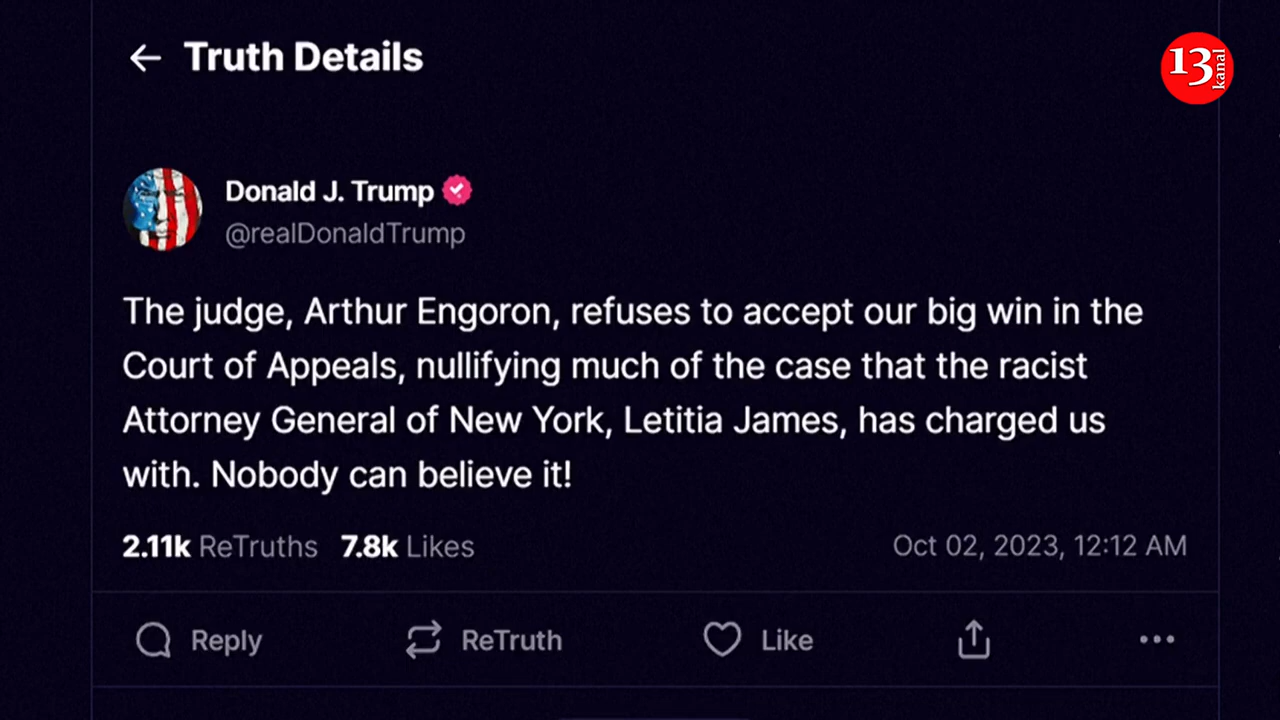 ← Truth Details
13 kanal
Donald J. Trump
@realDonaldTrump
The judge, Arthur Engoron, refuses to accept our big win in the
Court of Appeals, nullifying much of the case that the racist
Attorney General of New York, Letitia James, has charged us
with. Nobody can believe it!
2.11k ReTruths 7.8k Likes Oct 02, 2023, 12:12 AM
Reply ReTruth Like